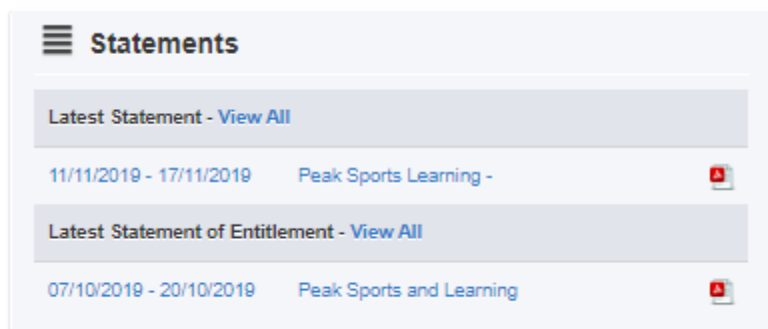 Statements
Latest Statement - View All
11/11/2019 - 17/11/2019 Peak Sports Learning -
Latest Statement of Entitlement - View All
07/10/2019 - 20/10/2019 Peak Sports and Learning